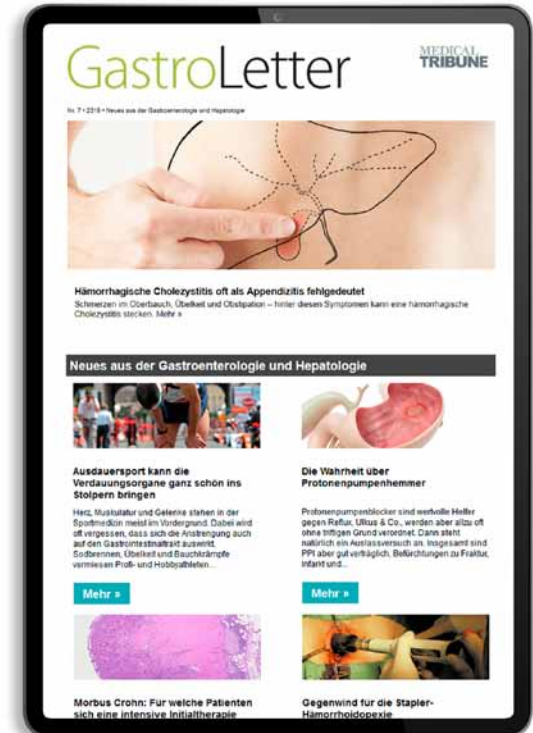 GastroLetter
MEDICAL
TRIBUNE
Nr. 7 • 2019 • Neues aus der Gastroenterologie und Hepatologie
Hämorrhagische Cholezystitis oft als Appendizitis fehlgedeutet
Schmerzen im Oberbauch, Übelkeit und Obstipation – hinter diesen Symptomen kann eine hämorrhagische
Cholezystitis stecken. Mehr »
Neues aus der Gastroenterologie und Hepatologie
Ausdauersport kann die
Verdauungsorgane ganz schön ins
Stolpern bringen
Herz, Muskulatur und Gelenke stehen in der
Sportmedizin meist im Vordergrund. Dabei wird
oft vergessen, dass sich die Anstrengung auch
auf den Gastrointestinaltrakt auswirkt.
Sodbrennen, Übelkeit und Bauchkrämpfe
vermiesen Profi- und Hobbyathleten...
Mehr »
Die Wahrheit über
Protonenpumpenhemmer
Protonenpumpenblocker sind wertvolle Helfer
gegen Reflux, Ulkus & Co., werden aber allzu oft
ohne triftigen Grund verordnet. Dann steht
natürlich ein Auslassversuch an. Insgesamt sind
PPI aber gut verträglich, Befürchtungen zu Fraktur,
Infarkt und...
Mehr »
Morbus Crohn: Für welche Patienten
sich eine intensive Initialtherapie
Gegenwind für die Stapler-
Hämorrhoidopexie